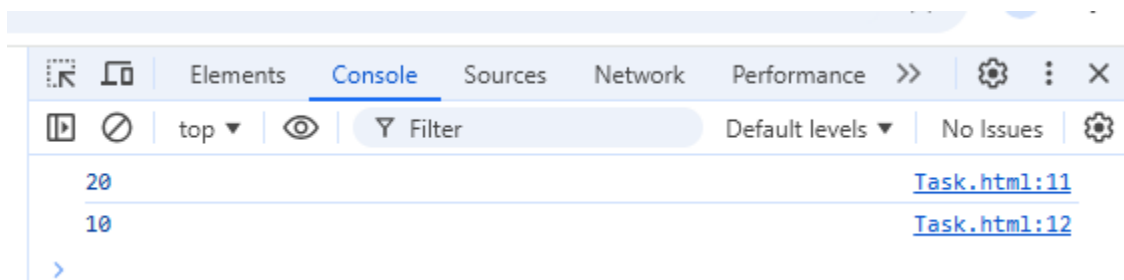 Elements Console Sources Network Performance
top Filter Default levels No Issues
20 Task.html:11
10 Task.html:12